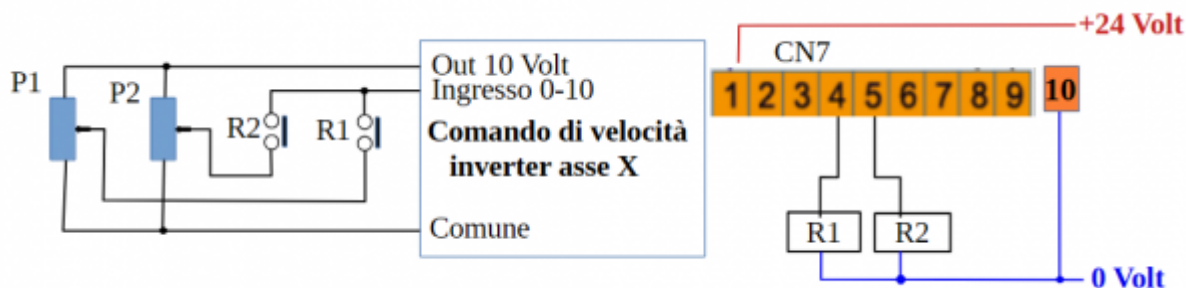 +24 Volt
CN7
P1
P2
R2
R1
Out 10 Volt
Ingresso 0-10
Comando di velocità
inverter asse X
Comune
1 2 3 4 5 6 7 8 9 10
R1
R2
0 Volt